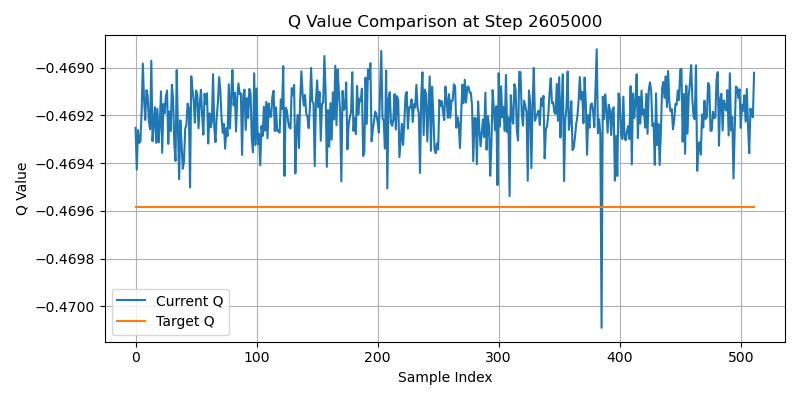 Q Value Comparison at Step 2605000
Q Value
−0.4690
−0.4692
−0.4694
−0.4696
−0.4698
−0.4700
Current Q
Target Q
0
100
200
300
400
500
Sample Index